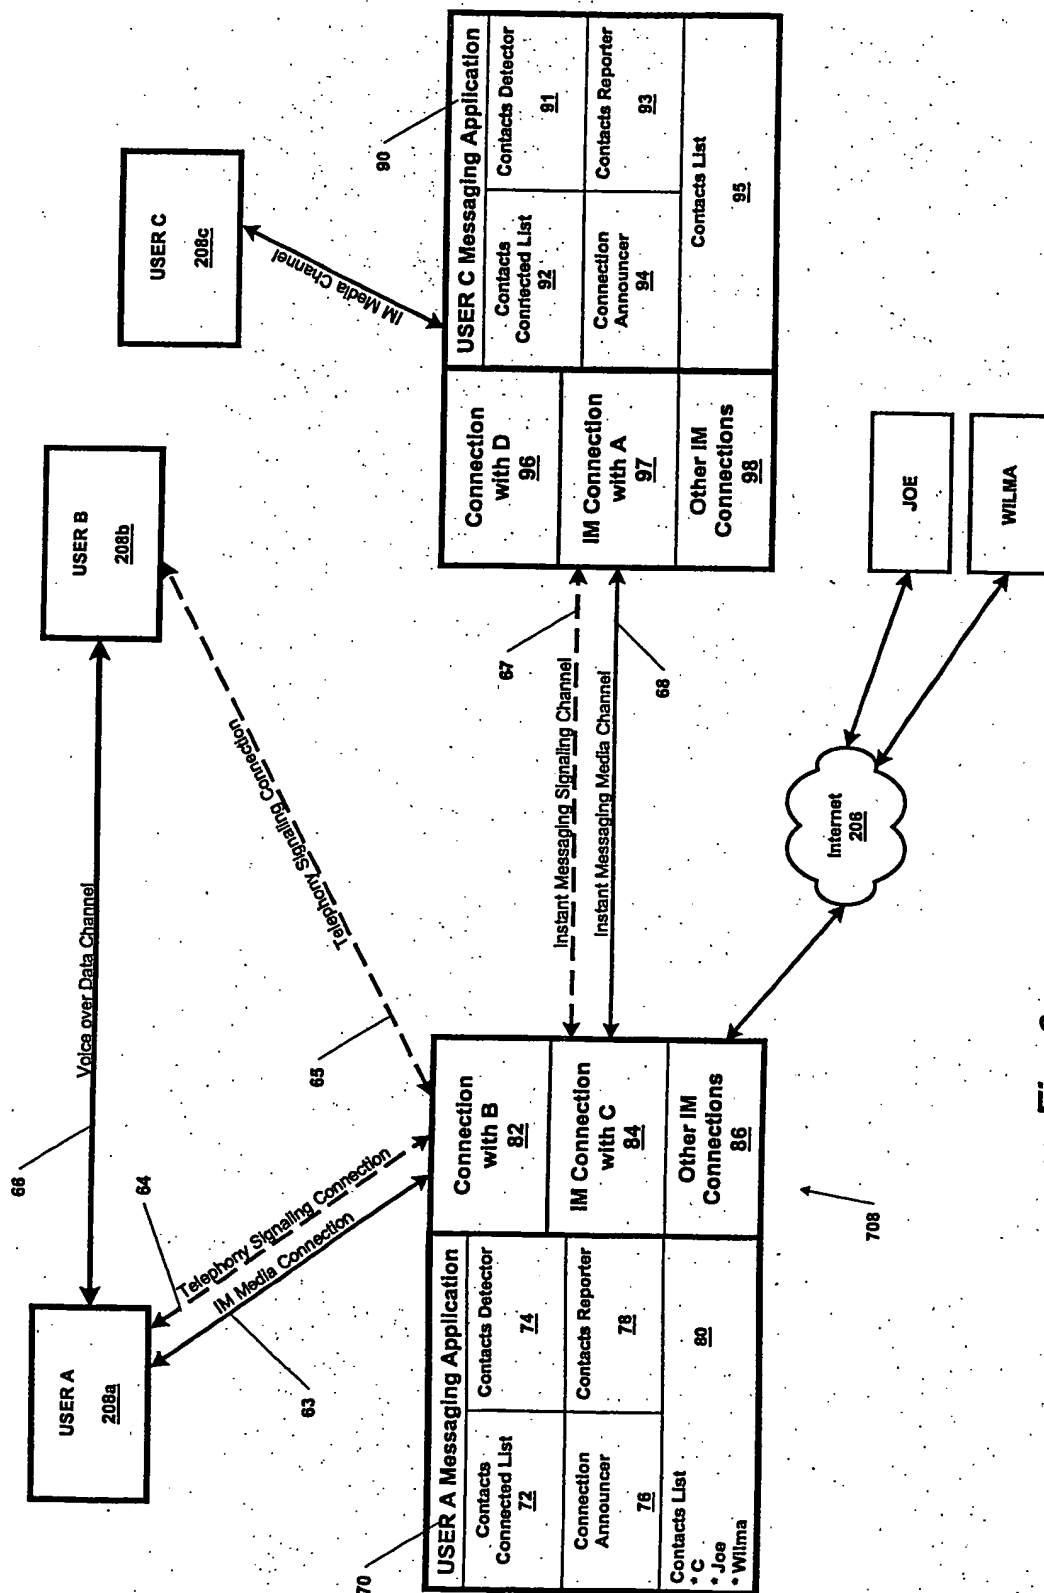 USER A
208a
66
Voice over Data Channel
USER B
208b
USER C
208c
64
Telephony Signaling Connection
IM Media Connection
63
65
Telephony Signaling Connection
IM Media Channel
90
70
USER A Messaging Application
Contacts
Connected List
72
Contacts Detector
74
Connection
Announcer
76
Contacts Reporter
78
Contacts List
* C
* Joe
* Wilma
80
Connection
with B
82
IM Connection
with C
84
Other IM
Connections
86
708
67
Instant Messaging Signaling Channel
Instant Messaging Media Channel
68
Connection
with D
96
IM Connection
with A
97
Other IM
Connections
98
USER C Messaging Application
Contacts
Connected List
92
Contacts Detector
91
Connection
Announcer
94
Contacts Reporter
93
Contacts List
95
Internet
206
JOE
WILMA